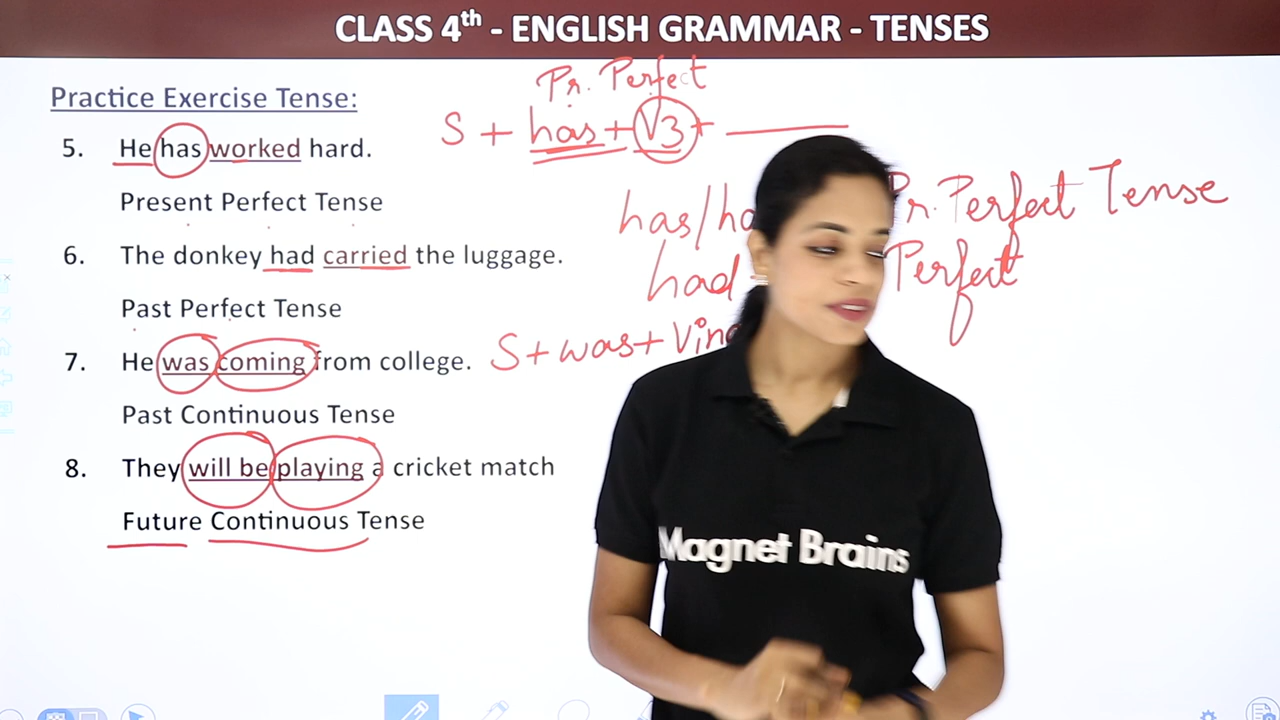 CLASS 4th - ENGLISH GRAMMAR - TENSES
Practice Exercise Tense:
Pr. Perfect
S + has + V3 +
5. He has worked hard.
Present Perfect Tense
has/ha Pr. Perfect Tense
6. The donkey had carried the luggage.
had Perfect
Past Perfect Tense
7. He was coming from college.
S + was + Ving
Past Continuous Tense
8. They will be playing a cricket match
Future Continuous Tense
Magnet Brains